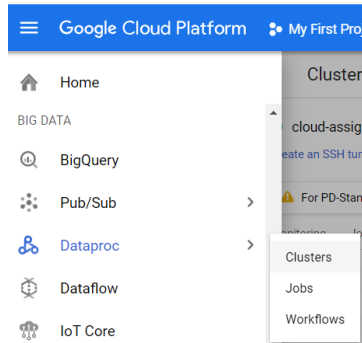 Google Cloud Platform
My First Pro
Home
Cluster
BIG DATA
cloud-assig
eate an SSH tur
BigQuery
Pub/Sub
For PD-Stan
Dataproc
Clusters
Dataflow
Jobs
IoT Core
Workflows